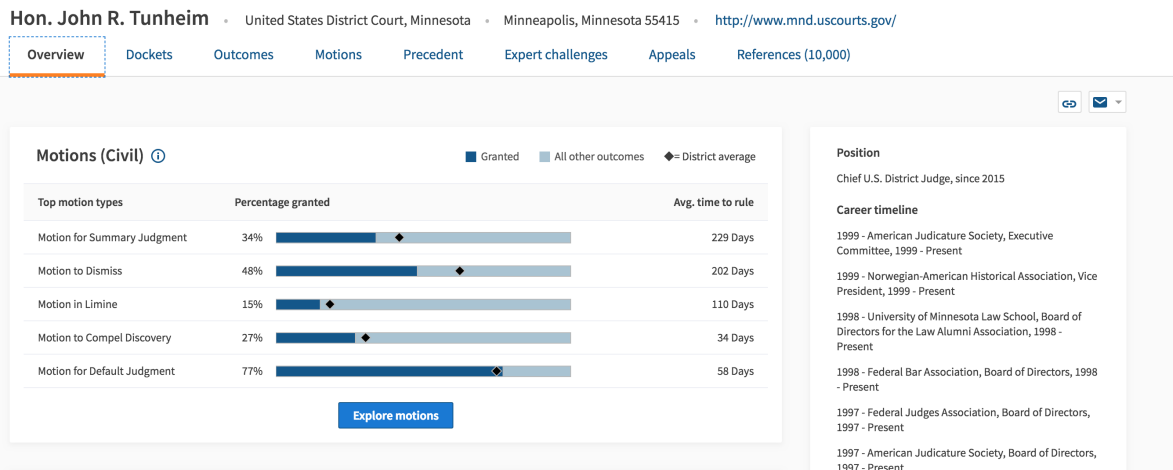 Hon. John R. Tunheim • United States District Court, Minnesota • Minneapolis, Minnesota 55415 • http://www.mnd.uscourts.gov/
Overview Dockets Outcomes Motions Precedent Expert challenges Appeals References (10,000)
Motions (Civil)
Granted All other outcomes ◆= District average
Top motion types Percentage granted Avg. time to rule
Motion for Summary Judgment 34% 229 Days
Motion to Dismiss 48% 202 Days
Motion in Limine 15% 110 Days
Motion to Compel Discovery 27% 34 Days
Motion for Default Judgment 77% 58 Days
Explore motions
Position
Chief U.S. District Judge, since 2015
Career timeline
1999 - American Judicature Society, Executive
Committee, 1999 - Present
1999 - Norwegian-American Historical Association, Vice
President, 1999 - Present
1998 - University of Minnesota Law School, Board of
Directors for the Law Alumni Association, 1998 -
Present
1998 - Federal Bar Association, Board of Directors, 1998
- Present
1997 - Federal Judges Association, Board of Directors,
1997 - Present
1997 - American Judicature Society, Board of Directors,
1997 - Present